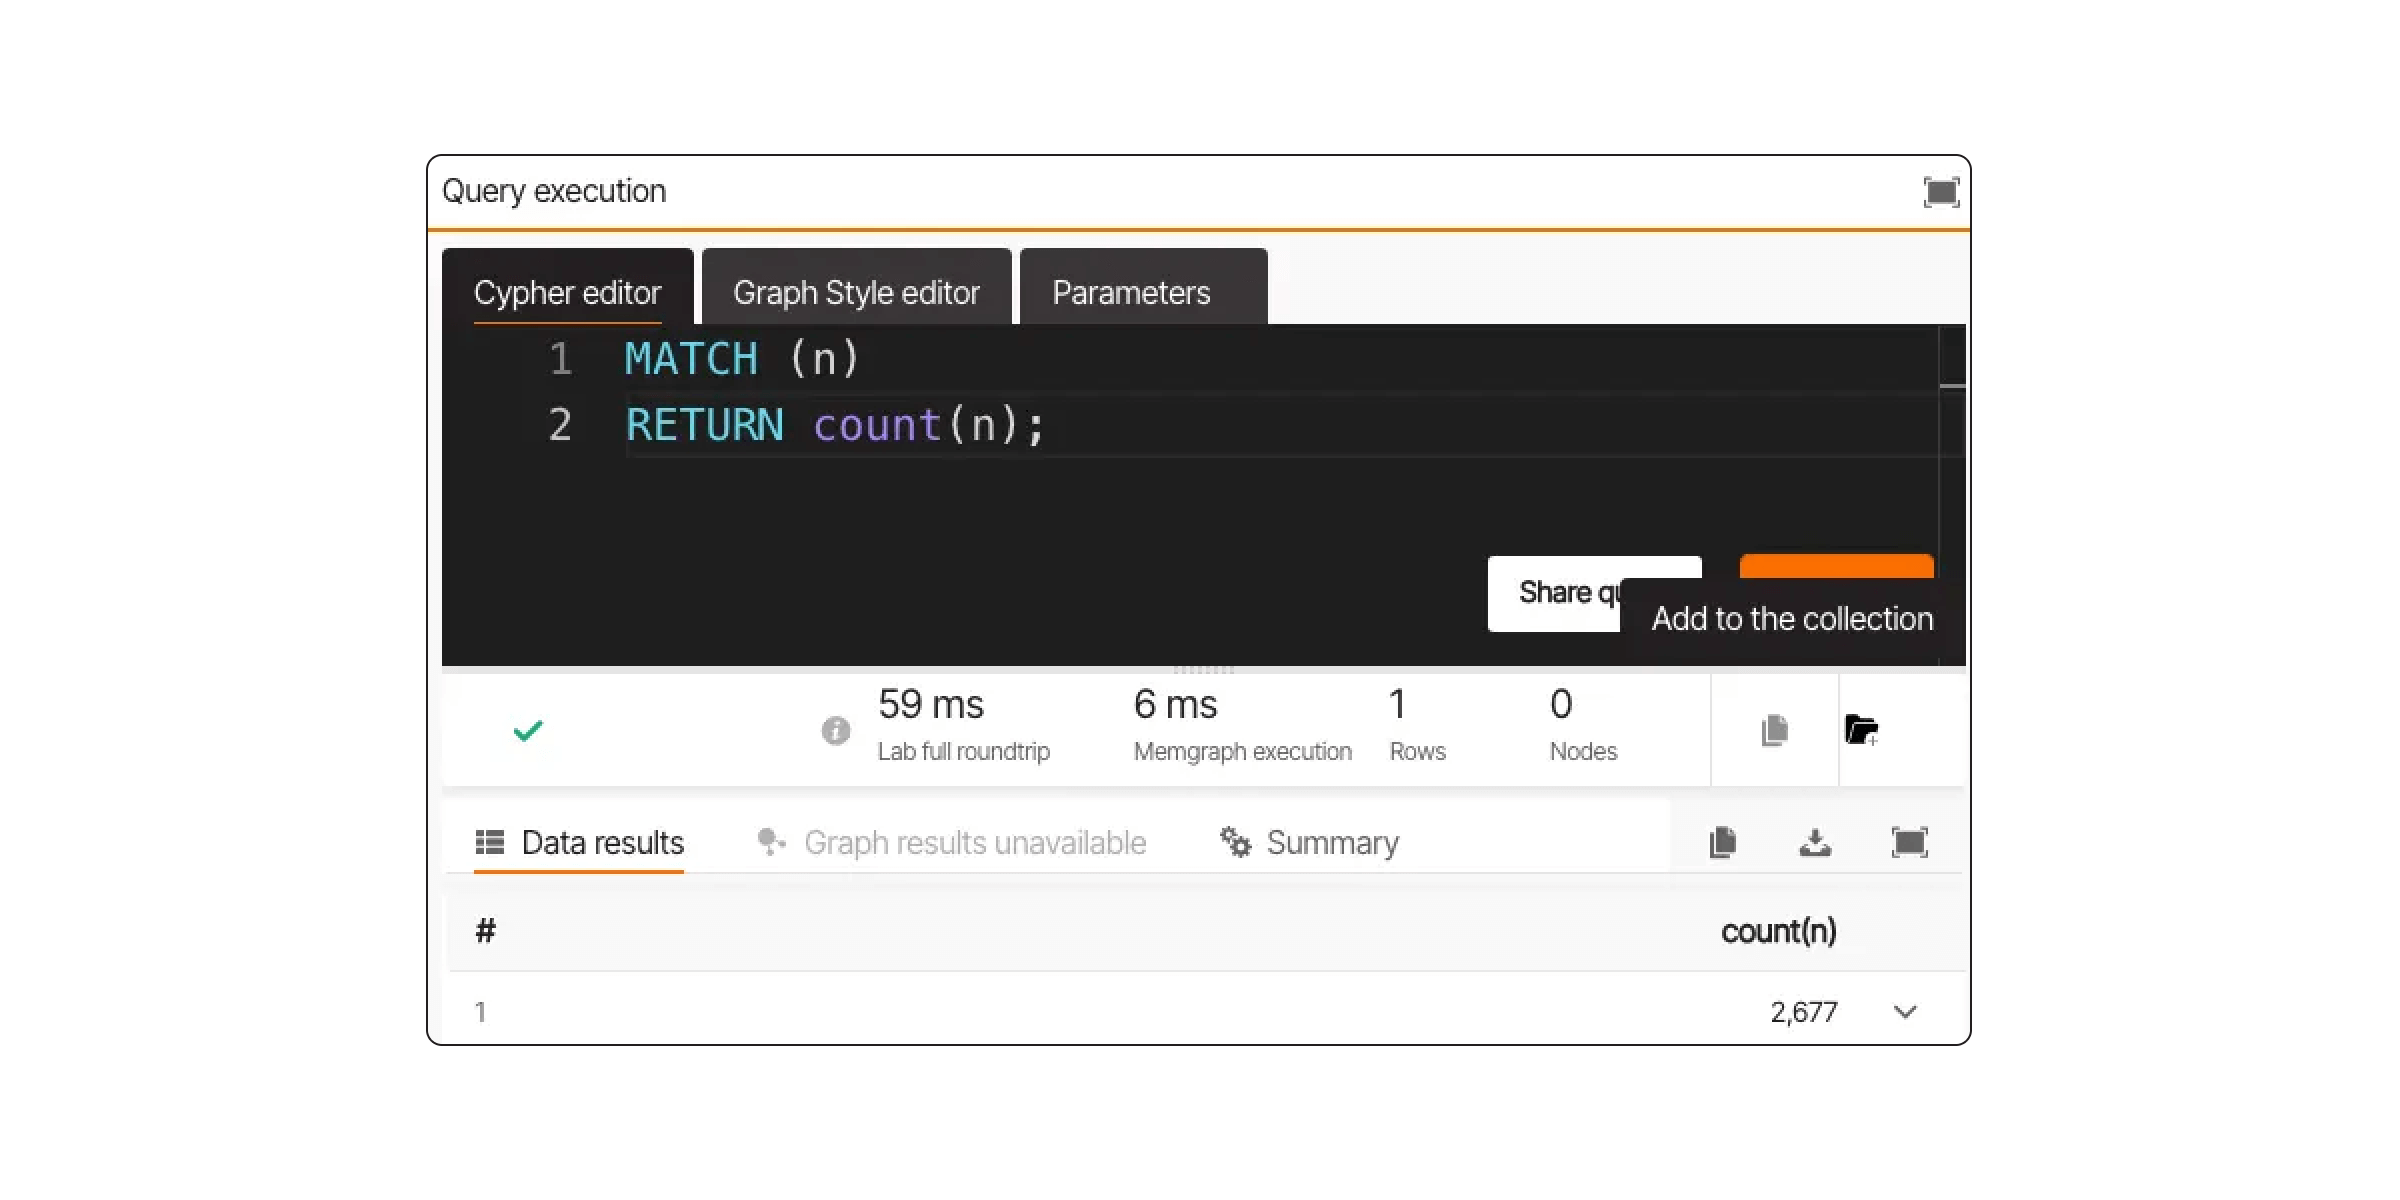 Query execution
Cypher editor Graph Style editor Parameters
1 MATCH (n)
2 RETURN count(n);
Share
Add to the collection
59 ms 6 ms 1 0
Lab full roundtrip Memgraph execution Rows Nodes
Data results Graph results unavailable Summary
# count(n)
1 2,677